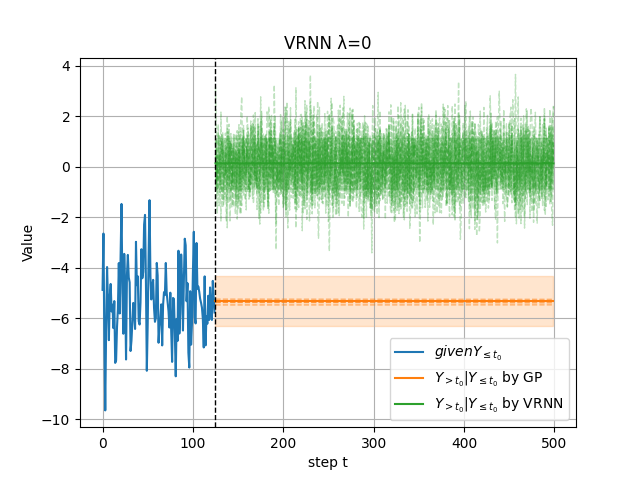 VRNN λ=0
Value
4
2
0
−2
−4
−6
−8
−10
given Y≤t₀
Y>t₀|Y≤t₀ by GP
Y>t₀|Y≤t₀ by VRNN
0 100 200 300 400 500
step t